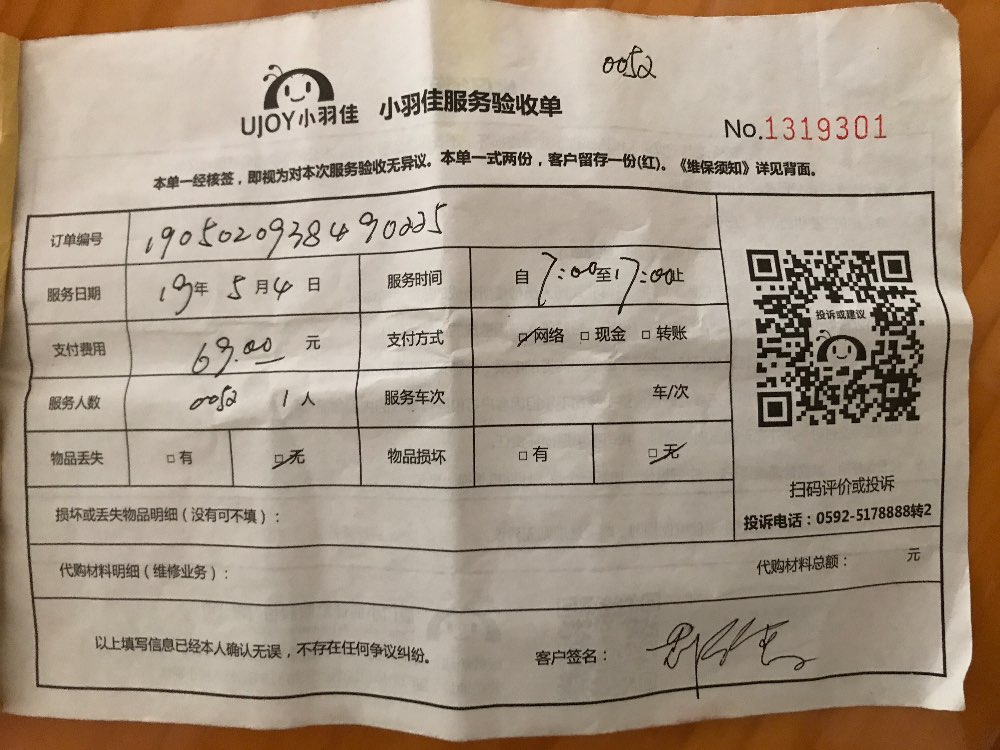 0052
UJOY小羽佳 小羽佳服务验收单
No.1319301
本单一经核签，即视为对本次服务验收无异议。本单一式两份，客户留存一份(红)。《维保须知》详见背面。
订单编号 1905020938490225
服务日期 19年 5月4日 服务时间 自 7:00至17:00止
支付费用 69.00 元 支付方式 □网络 □现金 □转账
服务人数 0052 1人 服务车次 车/次
物品丢失 □有 □无 物品损坏 □有 □无
投诉或建议
扫码评价或投诉
投诉电话：0592-5178888转2
损坏或丢失物品明细（没有可不填）：
代购材料明细（维修业务）： 代购材料总额： 元
以上填写信息已经本人确认无误，不存在任何争议纠纷。 客户签名：